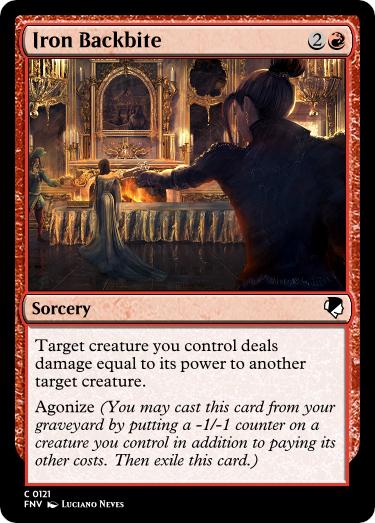 Iron Backbite 2
Sorcery
Target creature you control deals
damage equal to its power to another
target creature.
Agonize (You may cast this card from your
graveyard by putting a -1/-1 counter on a
creature you control in addition to paying its
other costs. Then exile this card.)
C 0121
FNV Luciano Neves